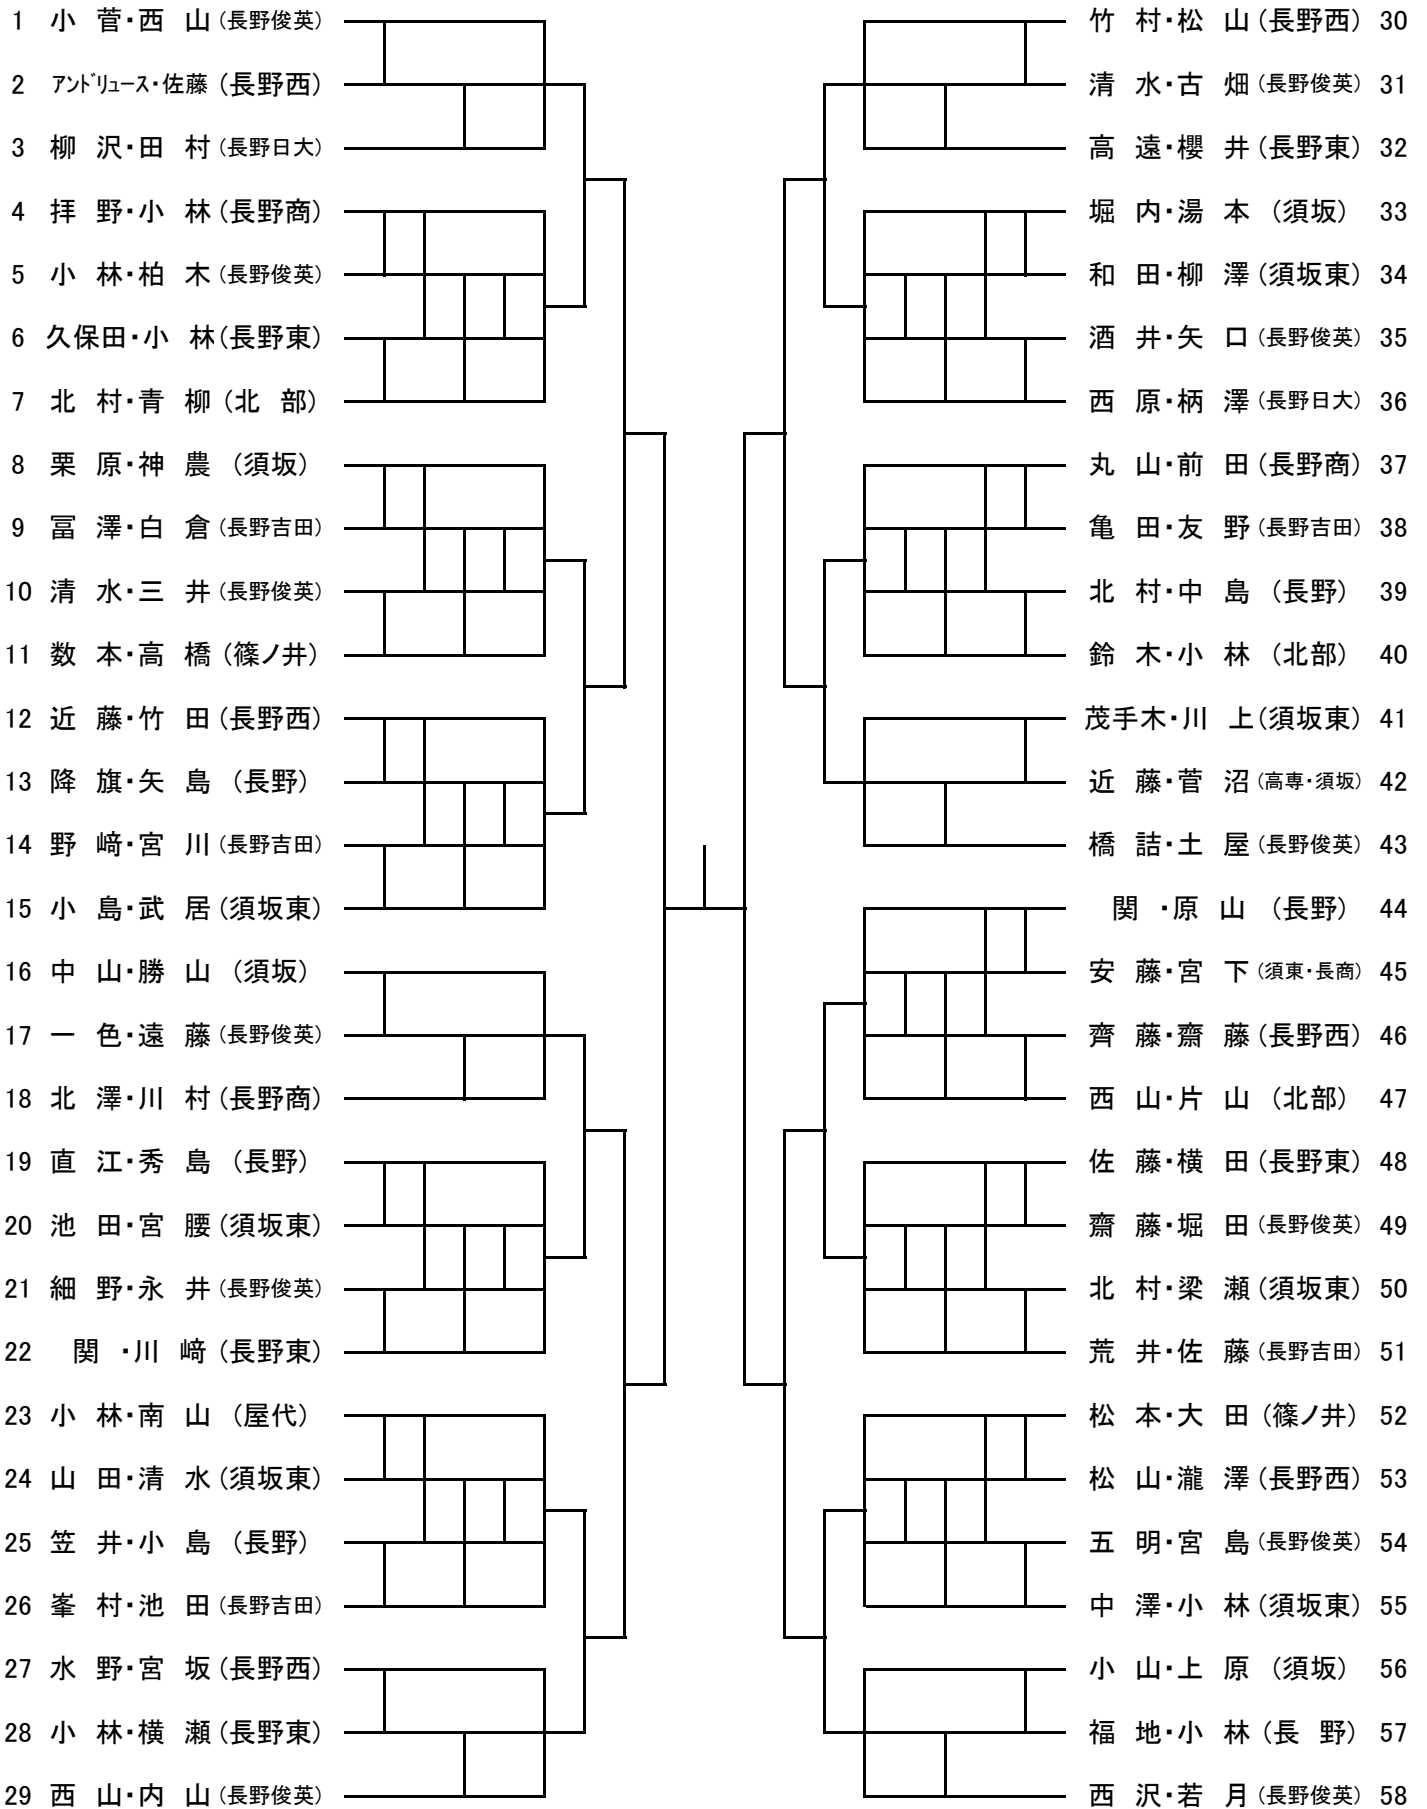 1 小 菅・西 山 (長野俊英)
2 アンドリュース・佐藤 (長野西)
3 柳 沢・田 村 (長野日大)
4 拝 野・小 林 (長野商)
5 小 林・柏 木 (長野俊英)
6 久保田・小 林 (長野東)
7 北 村・青 柳 (北 部)
8 栗 原・神 農 (須坂)
9 冨 澤・白 倉 (長野吉田)
10 清 水・三 井 (長野俊英)
11 数 本・高 橋 (篠ノ井)
12 近 藤・竹 田 (長野西)
13 降 旗・矢 島 (長野)
14 野 﨑・宮 川 (長野吉田)
15 小 島・武 居 (須坂東)
16 中 山・勝 山 (須坂)
17 一 色・遠 藤 (長野俊英)
18 北 澤・川 村 (長野商)
19 直 江・秀 島 (長野)
20 池 田・宮 腰 (須坂東)
21 細 野・永 井 (長野俊英)
22 関 ・川 﨑 (長野東)
23 小 林・南 山 (屋代)
24 山 田・清 水 (須坂東)
25 笠 井・小 島 (長野)
26 峯 村・池 田 (長野吉田)
27 水 野・宮 坂 (長野西)
28 小 林・横 瀬 (長野東)
29 西 山・内 山 (長野俊英)
竹 村・松 山 (長野西) 30
清 水・古 畑 (長野俊英) 31
高 遠・櫻 井 (長野東) 32
堀 内・湯 本 (須坂) 33
和 田・柳 澤 (須坂東) 34
酒 井・矢 口 (長野俊英) 35
西 原・柄 澤 (長野日大) 36
丸 山・前 田 (長野商) 37
亀 田・友 野 (長野吉田) 38
北 村・中 島 (長野) 39
鈴 木・小 林 (北部) 40
茂手木・川 上 (須坂東) 41
近 藤・菅 沼 (高専・須坂) 42
橋 詰・土 屋 (長野俊英) 43
関 ・原 山 (長野) 44
安 藤・宮 下 (須東・長商) 45
齊 藤・齋 藤 (長野西) 46
西 山・片 山 (北部) 47
佐 藤・横 田 (長野東) 48
齋 藤・堀 田 (長野俊英) 49
北 村・梁 瀬 (須坂東) 50
荒 井・佐 藤 (長野吉田) 51
松 本・大 田 (篠ノ井) 52
松 山・瀧 澤 (長野西) 53
五 明・宮 島 (長野俊英) 54
中 澤・小 林 (須坂東) 55
小 山・上 原 (須坂) 56
福 地・小 林 (長 野) 57
西 沢・若 月 (長野俊英) 58